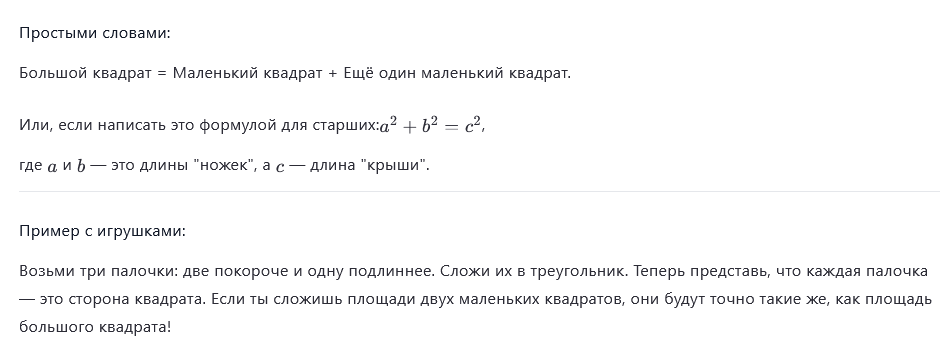 Простыми словами:
Большой квадрат = Маленький квадрат + Ещё один маленький квадрат.
Или, если написать это формулой для старших:a² + b² = c²,
где a и b — это длины "ножек", а c — длина "крыши".
Пример с игрушками:
Возьми три палочки: две покороче и одну подлиннее. Сложи их в треугольник. Теперь представь, что каждая палочка
— это сторона квадрата. Если ты сложишь площади двух маленьких квадратов, они будут точно такие же, как площадь
большого квадрата!